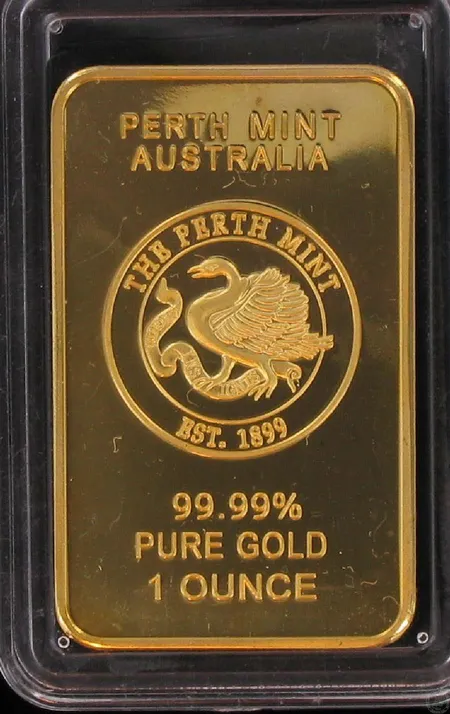 PERTH MINT
AUSTRALIA
THE PERTH MINT
EST. 1899
99.99%
PURE GOLD
1 OUNCE